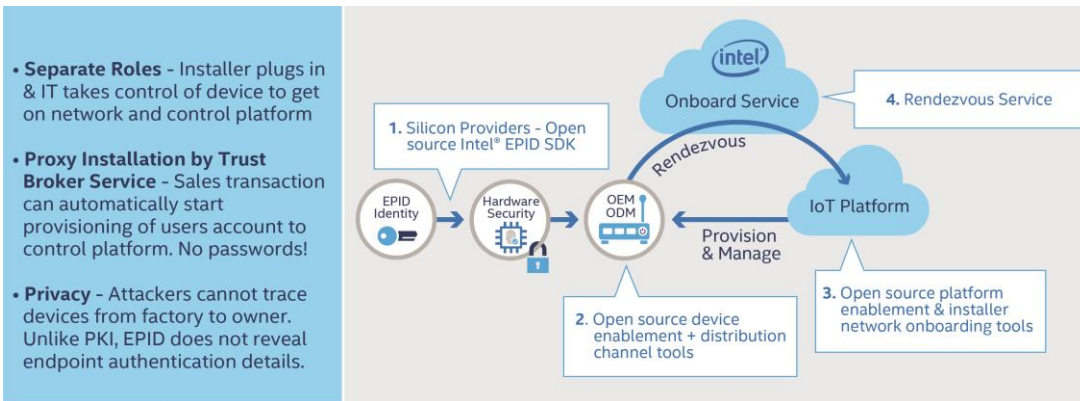 • Separate Roles - Installer plugs in
& IT takes control of device to get
on network and control platform
• Proxy Installation by Trust
Broker Service - Sales transaction
can automatically start
provisioning of users account to
control platform. No passwords!
• Privacy - Attackers cannot trace
devices from factory to owner.
Unlike PKI, EPID does not reveal
endpoint authentication details.
1. Silicon Providers - Open
source Intel® EPID SDK
EPID
Identity
Hardware
Security
OEM
ODM
intel
Onboard Service
Rendezvous
4. Rendezvous Service
IoT Platform
Provision
& Manage
2. Open source device
enablement + distribution
channel tools
3. Open source platform
enablement & installer
network onboarding tools